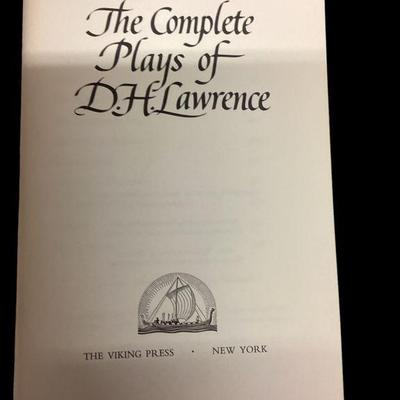 The Complete
Plays of
D.H.Lawrence
THE VIKING PRESS · NEW YORK